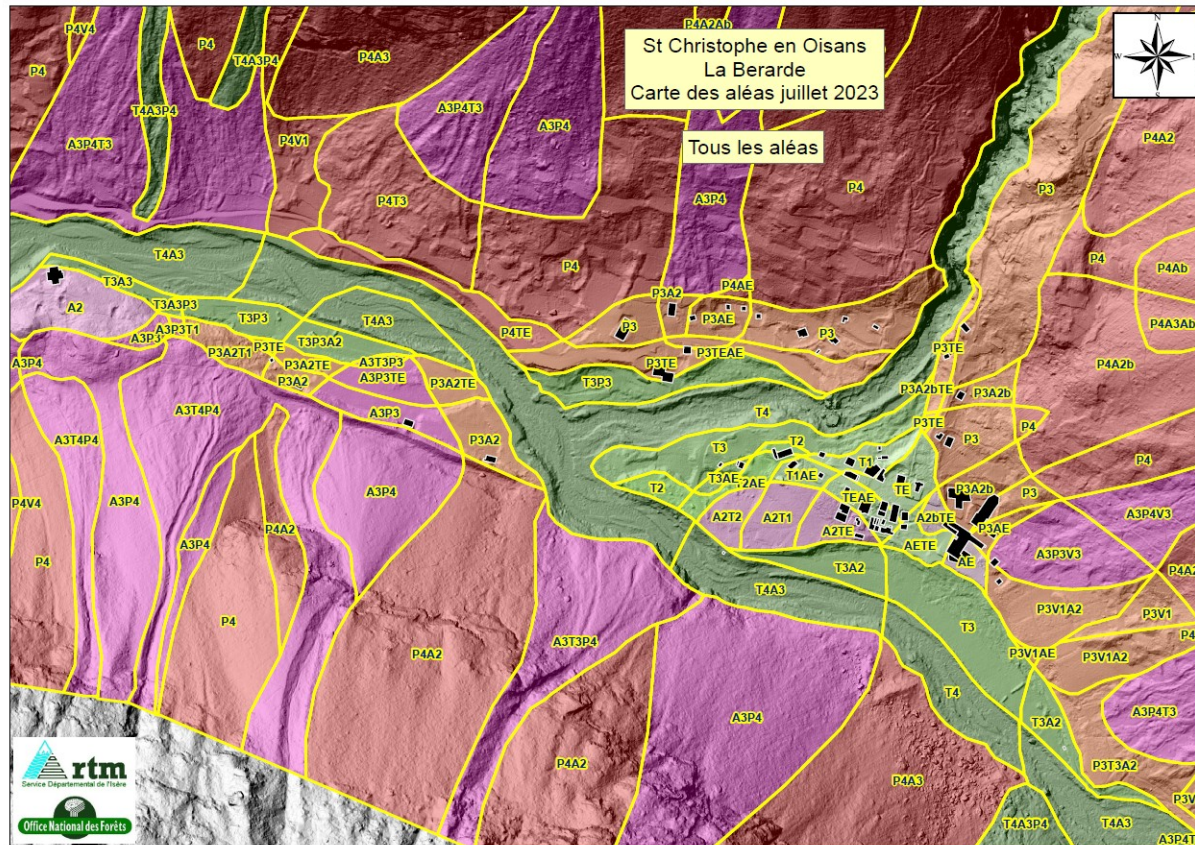 P4V4
P4
P4
T4A3P4
P4A3
P4A2Ab
St Christophe en Oisans
La Berarde
Carte des aléas juillet 2023
N
W
S
T4A3P4
A3P4T3
A3P4T3
A3P4
Tous les aléas
P4A2
P4V1
P4
P3
P4T3
A3P4
P4
P4
P4Ab
T4A3
T3A3
A2
P3A2
P4AE
T3A3P3
T3P3
T4A3
P3AE
P4A3Ab
P4TE
P3
P3
A3P3T1
A3P3
P3TE
T3P3A2
P3TEAE
P3TE
A3P4
P3A2T1
P3A2TE
A3T3P3
P3TE
P4A2b
P3A2
A3P3TE
P3A2TE
T3P3
P3A2bTE
P3A2b
A3P3
T4
P3TE
P4
A3T4P4
P3A2
T3
T2
T1
P3
P4
P4V4
A3P4
A3P4
T3AE
T2AE
T1AE
TE
P3A2b
P3
T2
TEAE
P4A2
A2T2
A2T1
A2TE
A2bTE
P3AE
A3P4V3
A3P4
AETE
AE
A3P3V3
P4
T3A2
P4A2
T4A3
P3V1A2
P3V1
P4
P4A2
T3
P3V1AE
P3V1A2
A3T3P4
A3P4
T4
T3A2
A3P4T3
P4A2
P4A3
P3T3A2
P3V
T4A3P4
T4A3
A3P4T
rtm
Service Départemental de l'Isère
Office National des Forêts